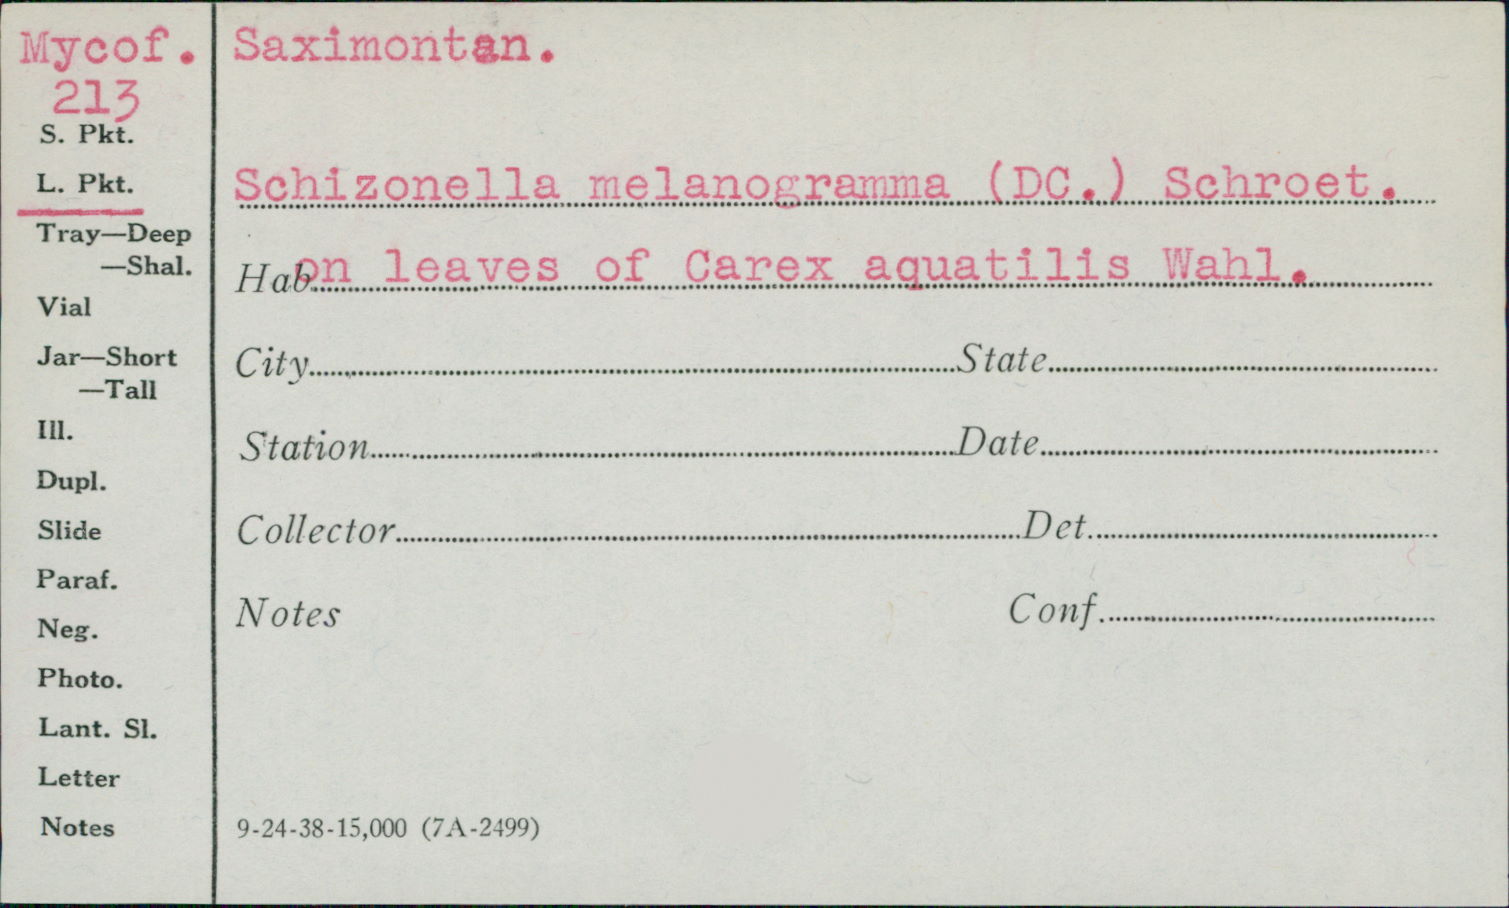 Mycof. Saximontan.
213
S. Pkt.
L. Pkt.
Schizonella melanogramma (DC.) Schroet.
Tray—Deep
—Shal.
Hab on leaves of Carex aquatilis Wahl.
Vial
Jar—Short
—Tall
City State
Ill.
Station Date
Dupl.
Slide
Collector Det.
Paraf.
Neg.
Notes Conf.
Photo.
Lant. Sl.
Letter
Notes
9-24-38-15,000 (7A-2499)